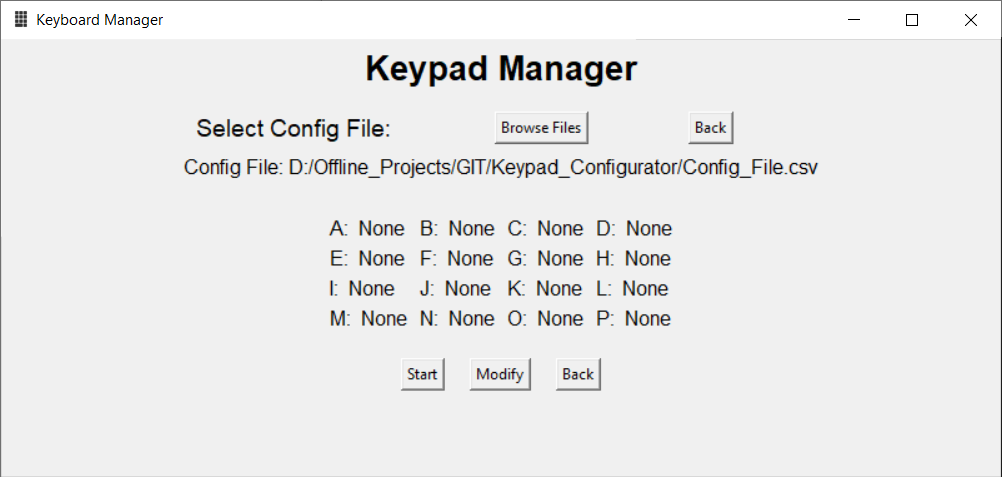 Keyboard Manager
Keypad Manager
Select Config File: Browse Files Back
Config File: D:/Offline_Projects/GIT/Keypad_Configurator/Config_File.csv
A: None B: None C: None D: None
E: None F: None G: None H: None
I: None J: None K: None L: None
M: None N: None O: None P: None
Start Modify Back